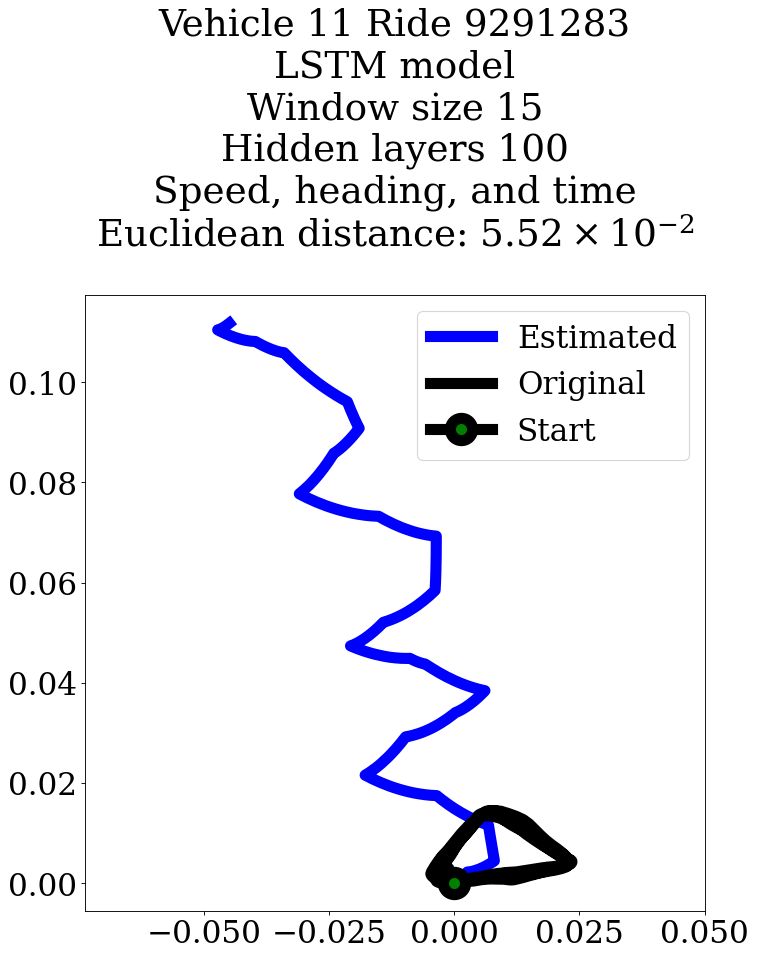 Vehicle 11 Ride 9291283
LSTM model
Window size 15
Hidden layers 100
Speed, heading, and time
Euclidean distance: 5.52 × 10⁻²
Estimated
Original
Start
0.10
0.08
0.06
0.04
0.02
0.00
−0.050 −0.025 0.000 0.025 0.050